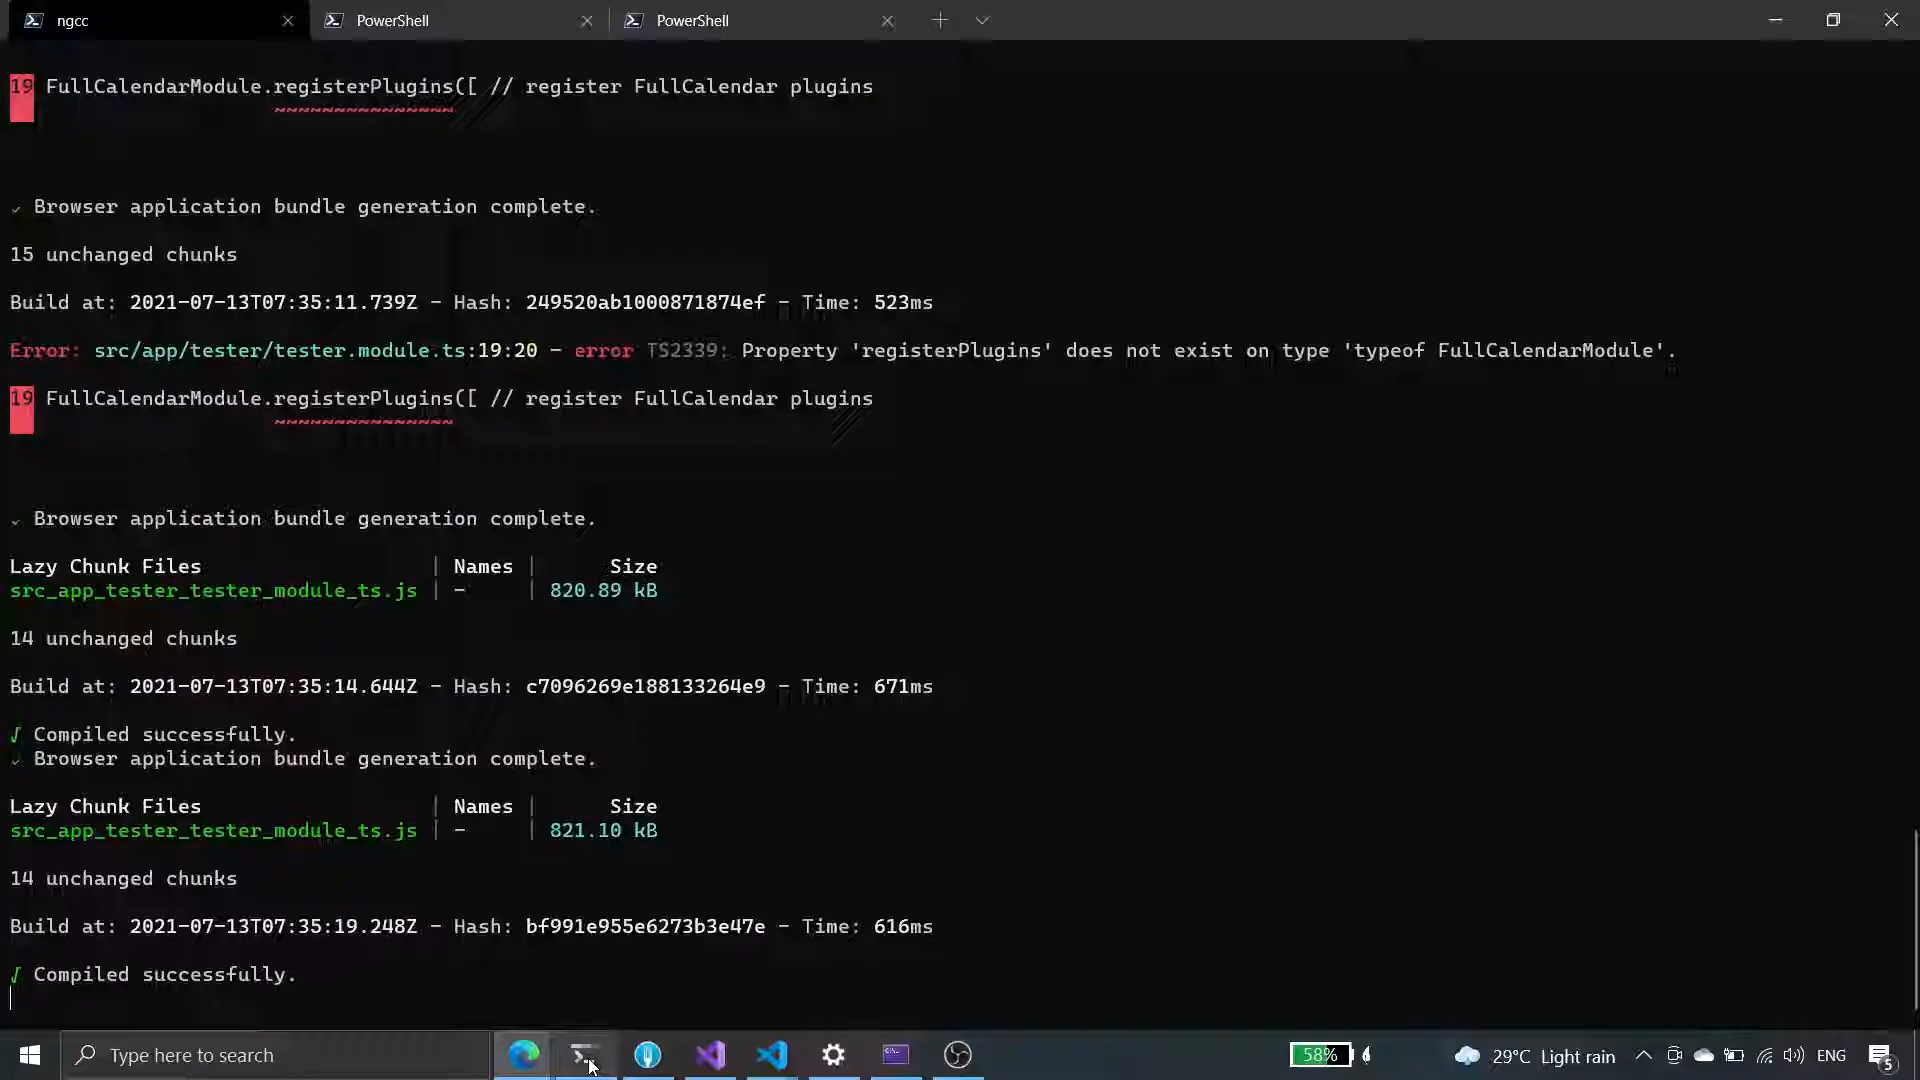 ngcc
PowerShell
PowerShell
19 FullCalendarModule.registerPlugins([ // register FullCalendar plugins
~~~~~~~~~~~~~~~
Browser application bundle generation complete.
15 unchanged chunks
Build at: 2021-07-13T07:35:11.739Z - Hash: 249520ab1000871874ef - Time: 523ms
Error: src/app/tester/tester.module.ts:19:20 - error TS2339: Property 'registerPlugins' does not exist on type 'typeof FullCalendarModule'.
19 FullCalendarModule.registerPlugins([ // register FullCalendar plugins
~~~~~~~~~~~~~~~
Browser application bundle generation complete.
Lazy Chunk Files | Names | Size
src_app_tester_tester_module_ts.js | - | 820.89 kB
14 unchanged chunks
Build at: 2021-07-13T07:35:14.644Z - Hash: c7096269e188133264e9 - Time: 671ms
√ Compiled successfully.
Browser application bundle generation complete.
Lazy Chunk Files | Names | Size
src_app_tester_tester_module_ts.js | - | 821.10 kB
14 unchanged chunks
Build at: 2021-07-13T07:35:19.248Z - Hash: bf991e955e6273b3e47e - Time: 616ms
√ Compiled successfully.
Type here to search
58%
29°C Light rain
ENG
5